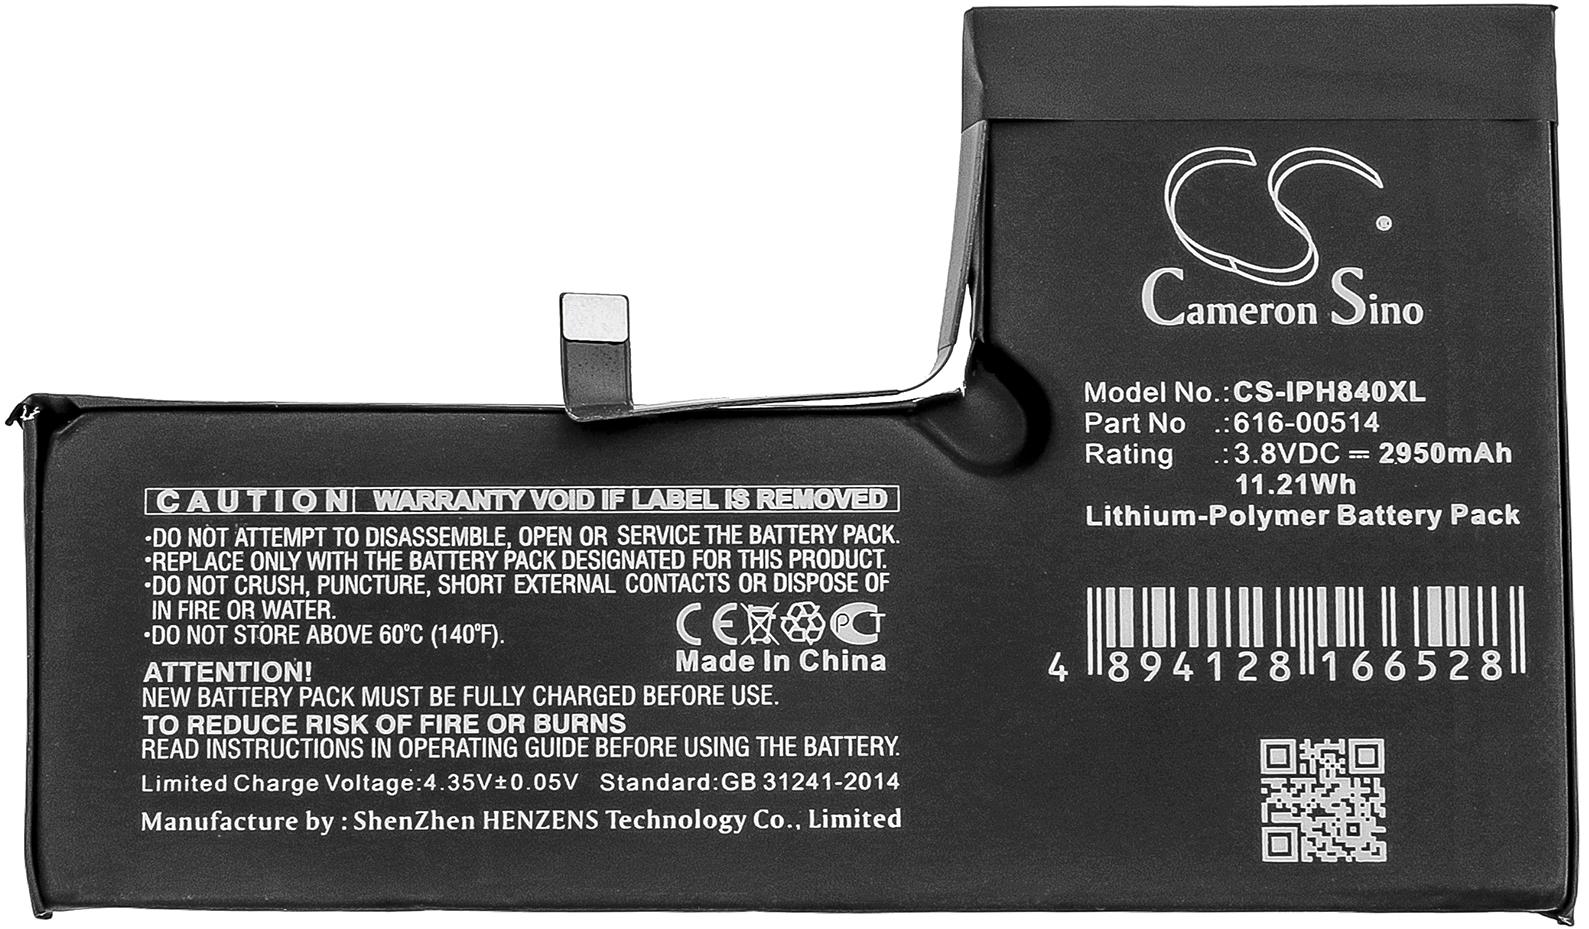 CS
Cameron Sino
Model No.:CS-IPH840XL
Part No .:616-00514
Rating .:3.8VDC ⎓ 2950mAh
11.21Wh
Lithium-Polymer Battery Pack
4 894128 166528
CAUTION WARRANTY VOID IF LABEL IS REMOVED
•DO NOT ATTEMPT TO DISASSEMBLE, OPEN OR SERVICE THE BATTERY PACK.
•REPLACE ONLY WITH THE BATTERY PACK DESIGNATED FOR THIS PRODUCT.
•DO NOT CRUSH, PUNCTURE, SHORT EXTERNAL CONTACTS OR DISPOSE OF
IN FIRE OR WATER.
•DO NOT STORE ABOVE 60°C (140°F).
CE PCT
Made In China
ATTENTION!
NEW BATTERY PACK MUST BE FULLY CHARGED BEFORE USE.
TO REDUCE RISK OF FIRE OR BURNS
READ INSTRUCTIONS IN OPERATING GUIDE BEFORE USING THE BATTERY.
Limited Charge Voltage:4.35V±0.05V Standard:GB 31241-2014
Manufacture by : ShenZhen HENZENS Technology Co., Limited